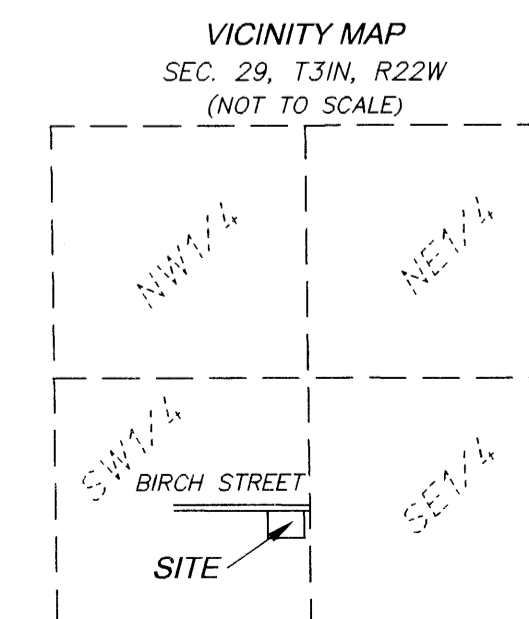 VICINITY MAP
SEC. 29, T31N, R22W
(NOT TO SCALE)
NW1/4
NE1/4
SW1/4
BIRCH STREET
SE1/4
SITE